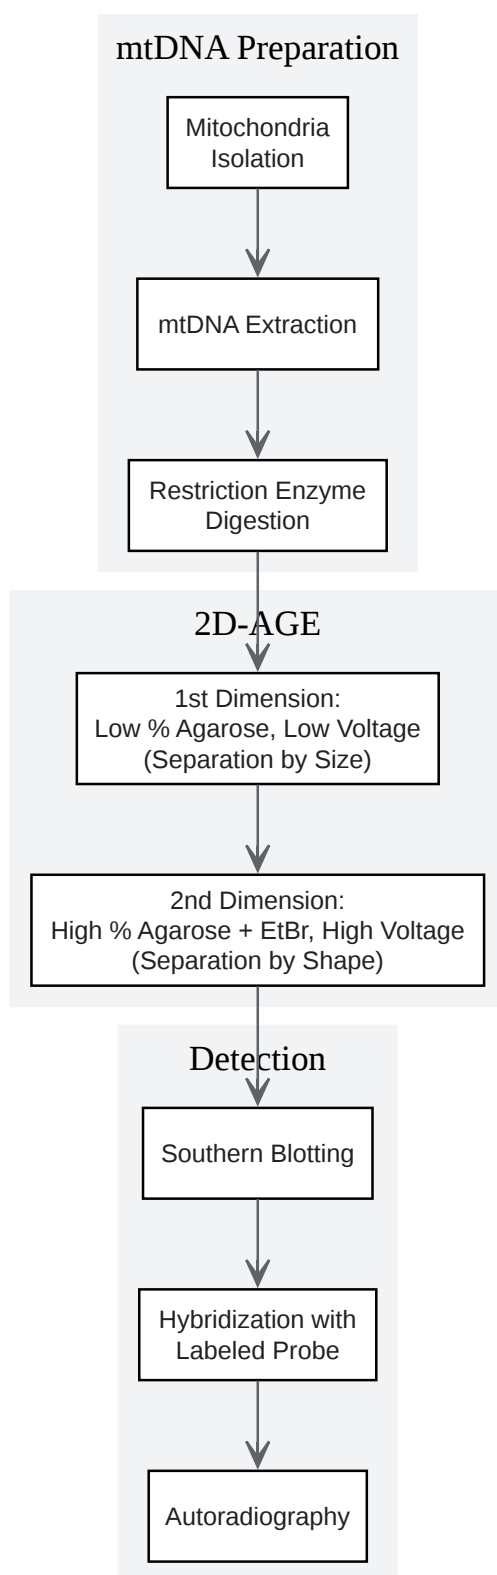 mtDNA Preparation
Mitochondria
Isolation
mtDNA Extraction
Restriction Enzyme
Digestion
2D-AGE
1st Dimension:
Low % Agarose, Low Voltage
(Separation by Size)
2nd Dimension:
High % Agarose + EtBr, High Voltage
(Separation by Shape)
Detection
Southern Blotting
Hybridization with
Labeled Probe
Autoradiography